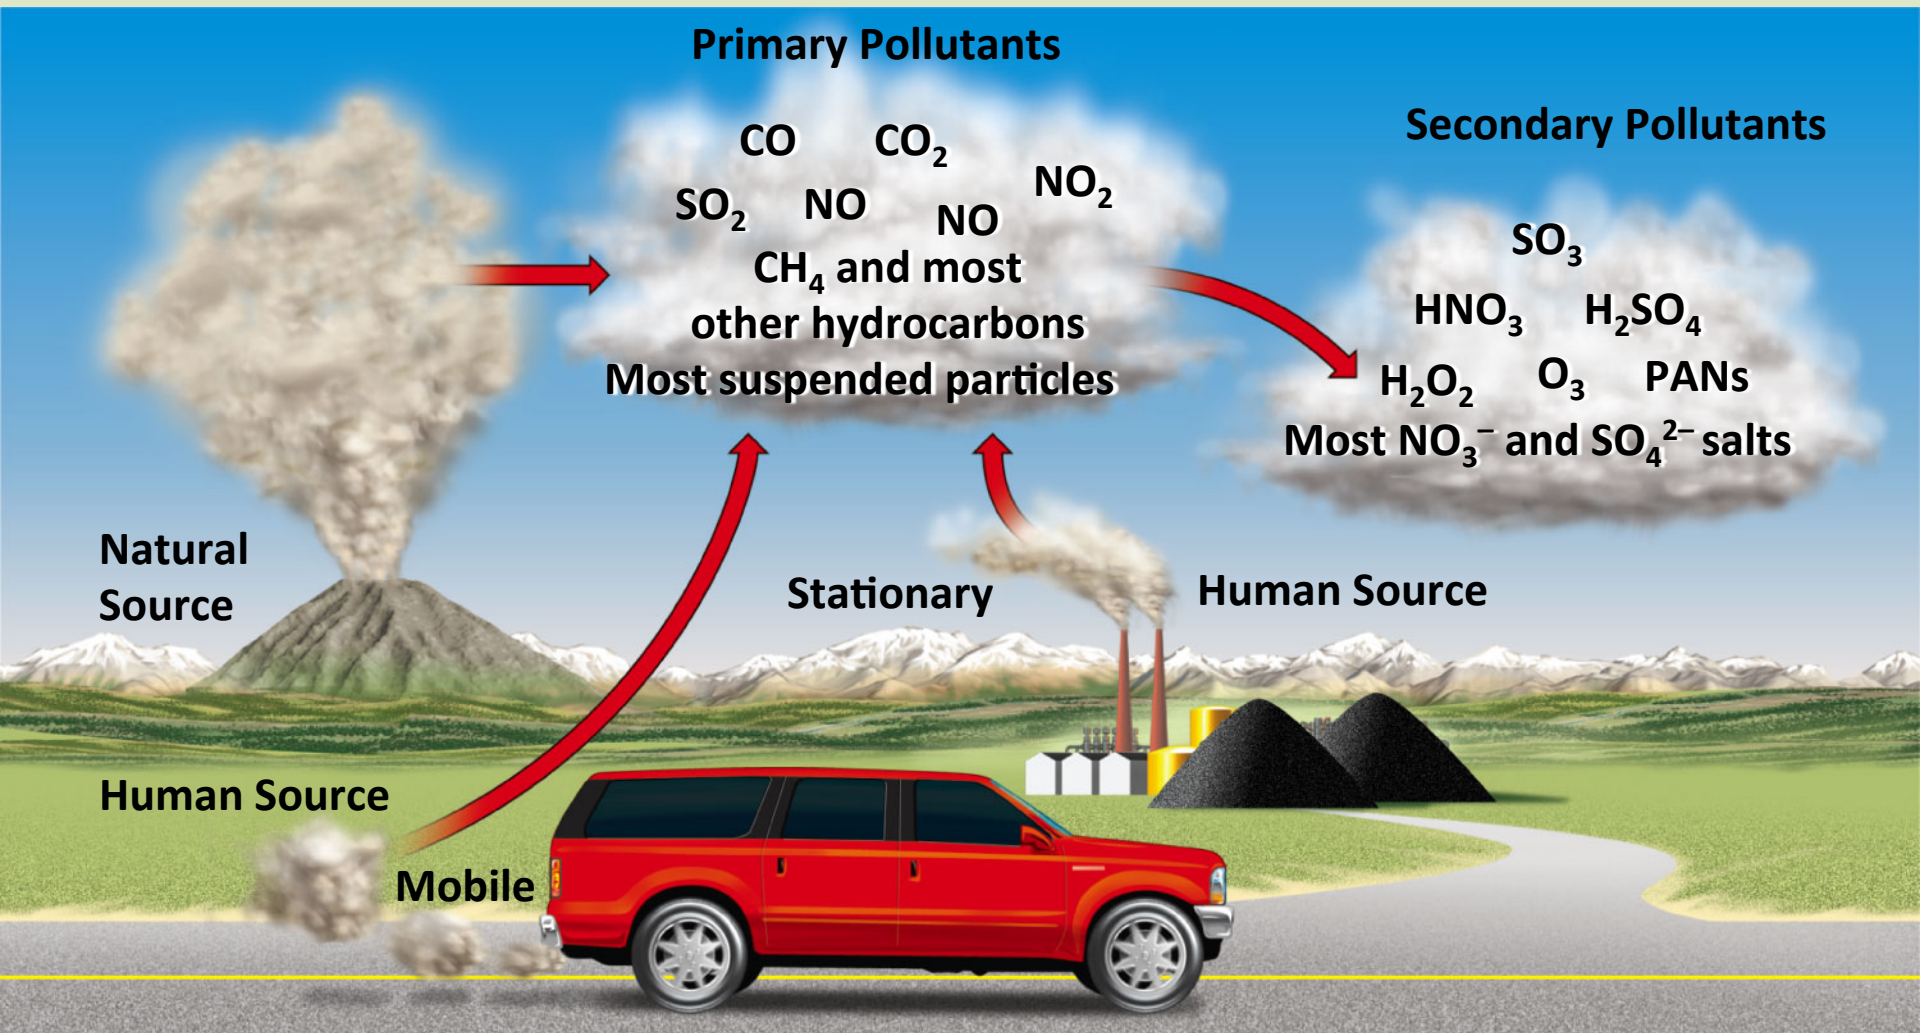 Primary Pollutants
CO CO₂
SO₂ NO NO NO₂
CH₄ and most
other hydrocarbons
Most suspended particles
Secondary Pollutants
SO₃
HNO₃ H₂SO₄
H₂O₂ O₃ PANs
Most NO₃⁻ and SO₄²⁻ salts
Natural
Source
Stationary
Human Source
Human Source
Mobile